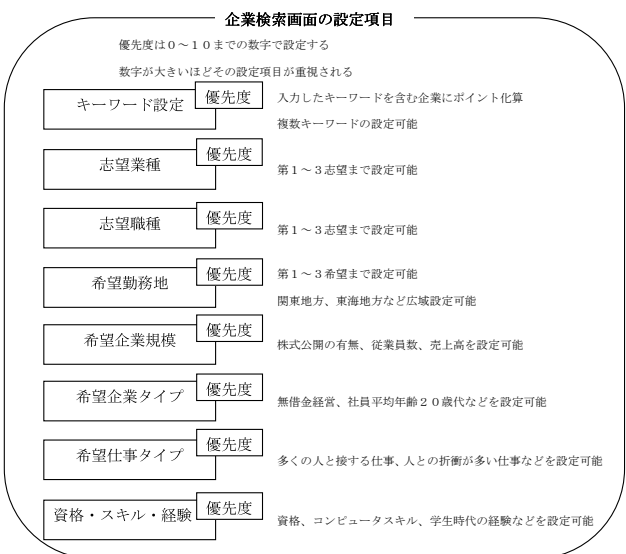 企業検索画面の設定項目
優先度は０～１０までの数字で設定する
数字が大きいほどその設定項目が重視される
キーワード設定
優先度
入力したキーワードを含む企業にポイント化算
複数キーワードの設定可能
志望業種
優先度
第１～３志望まで設定可能
志望職種
優先度
第１～３志望まで設定可能
希望勤務地
優先度
第１～３希望まで設定可能
関東地方、東海地方など広域設定可能
希望企業規模
優先度
株式公開の有無、従業員数、売上高を設定可能
希望企業タイプ
優先度
無借金経営、社員平均年齢２０歳代などを設定可能
希望仕事タイプ
優先度
多くの人と接する仕事、人との折衝が多い仕事などを設定可能
資格・スキル・経験
優先度
資格、コンピュータスキル、学生時代の経験などを設定可能